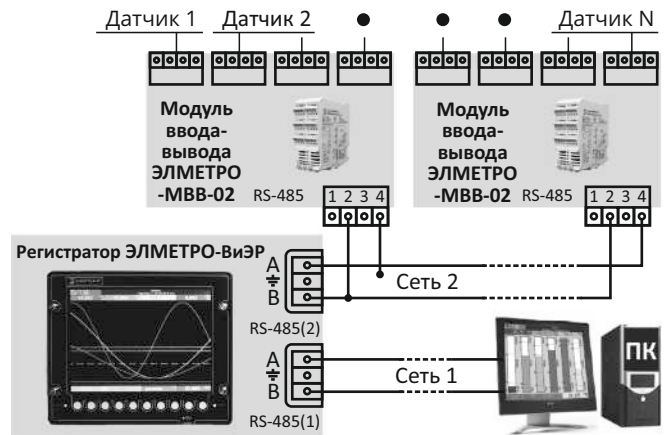 Датчик 1
Датчик 2
Датчик N
Модуль
ввода-
вывода
ЭЛМЕТРО
-МВВ-02
RS-485
1 2 3 4
Модуль
ввода-
вывода
ЭЛМЕТРО
-МВВ-02
RS-485
1 2 3 4
Регистратор ЭЛМЕТРО-ВиЭР
A
B
Сеть 2
RS-485(2)
A
B
Сеть 1
RS-485(1)
ПК